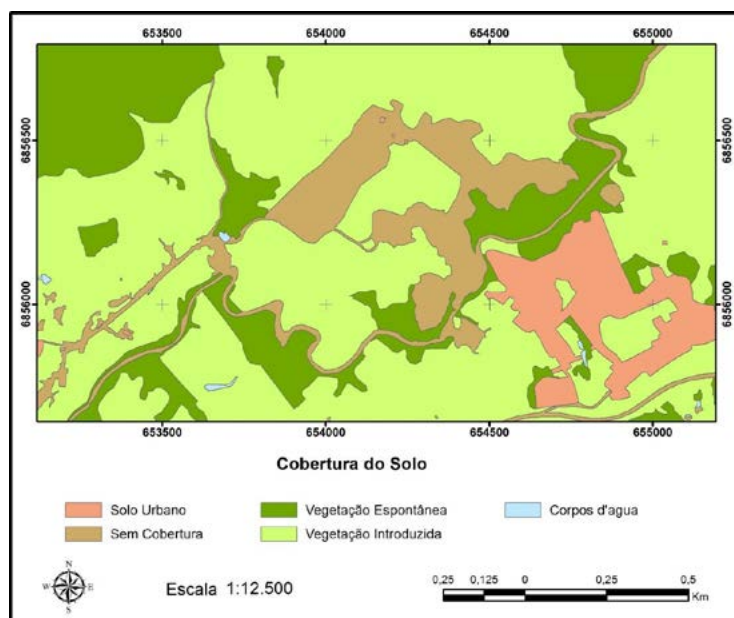 653500 654000 654500 655000
6856500 6856500
6856000 6856000
653500 654000 654500 655000
Cobertura do Solo
Solo Urbano Vegetação Espontânea Corpos d'agua
Sem Cobertura Vegetação Introduzida
N
W E
S
Escala 1:12.500
0,25 0,125 0 0,25 0,5
Km